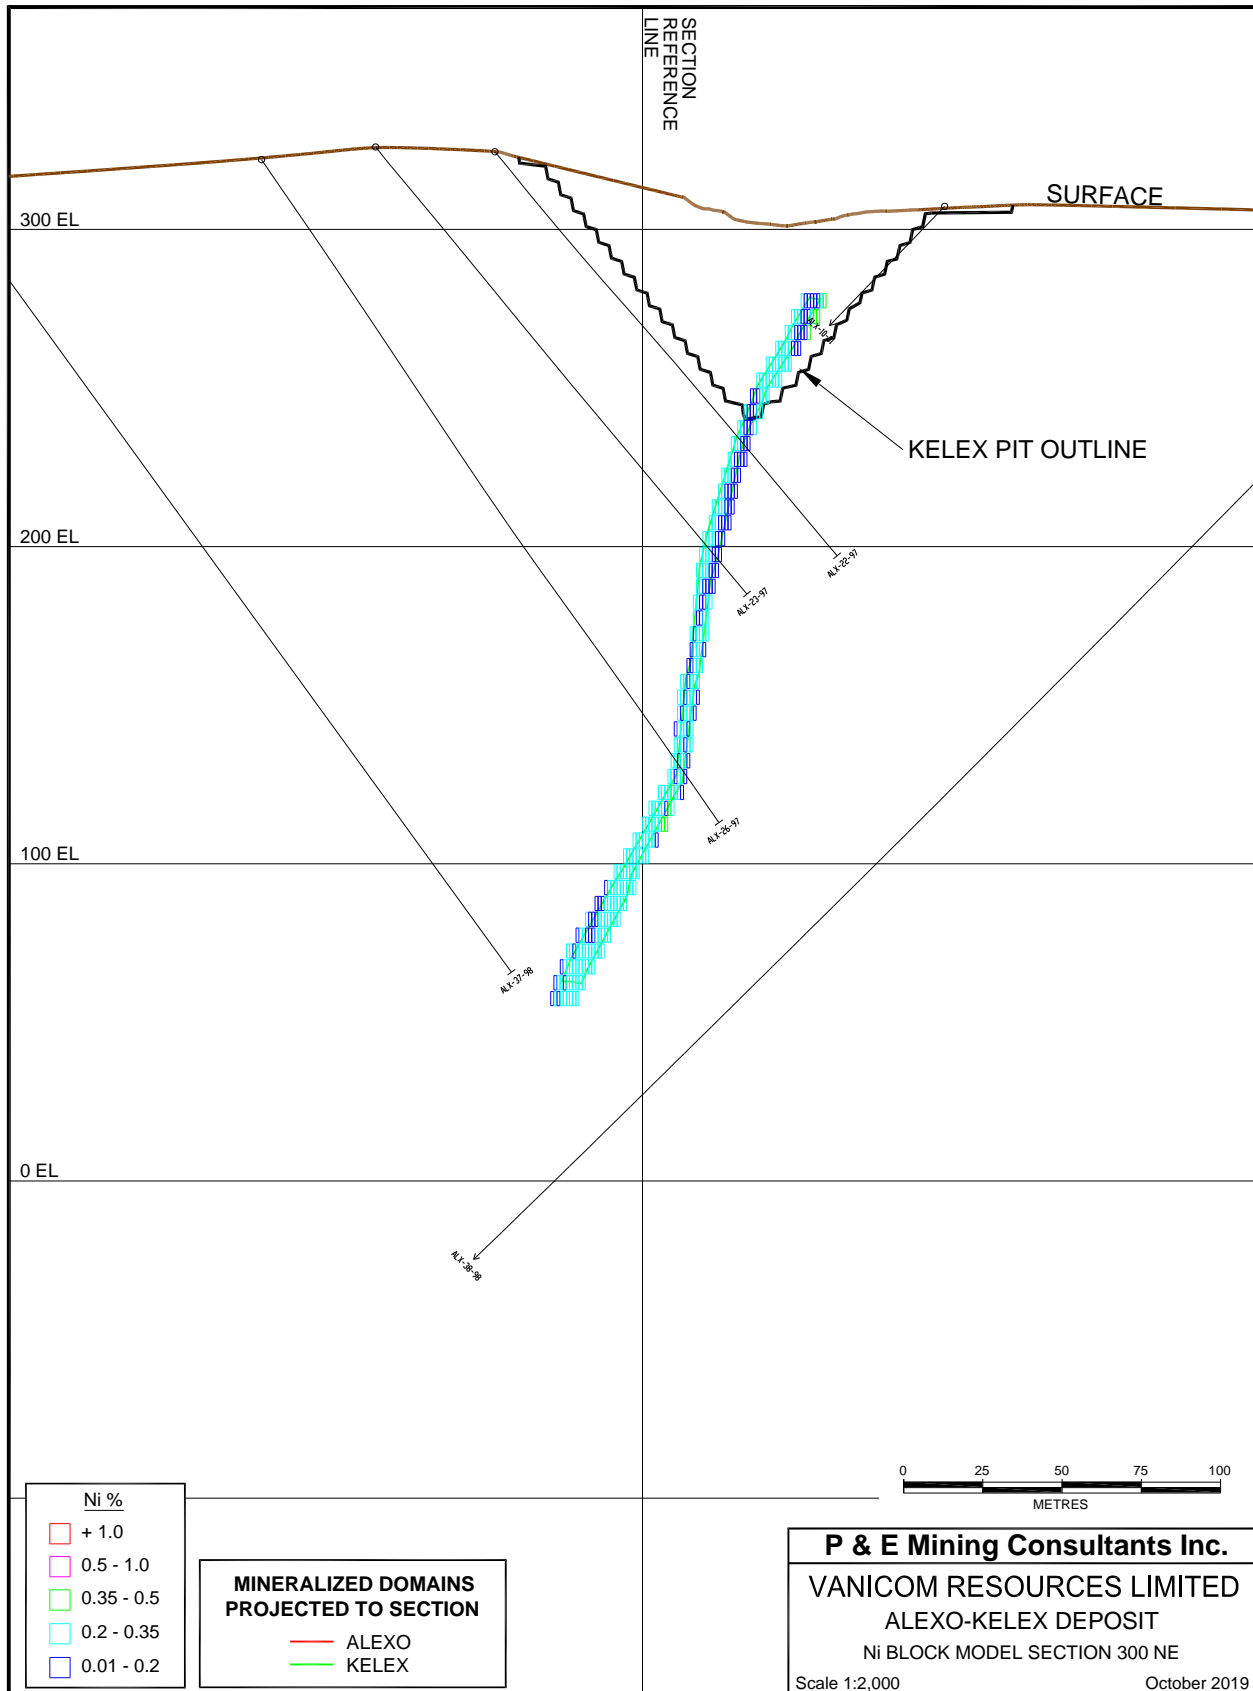 SECTION
REFERENCE
LINE
SURFACE
300 EL
KELEX PIT OUTLINE
200 EL
ALX-22-97
ALX-23-97
100 EL
ALX-26-97
ALX-37-98
0 EL
ALX-38-98
Ni %
+ 1.0
0.5 - 1.0
0.35 - 0.5
0.2 - 0.35
0.01 - 0.2
MINERALIZED DOMAINS
PROJECTED TO SECTION
ALEXO
KELEX
0 25 50 75 100
METRES
P & E Mining Consultants Inc.
VANICOM RESOURCES LIMITED
ALEXO-KELEX DEPOSIT
Ni BLOCK MODEL SECTION 300 NE
Scale 1:2,000 October 2019